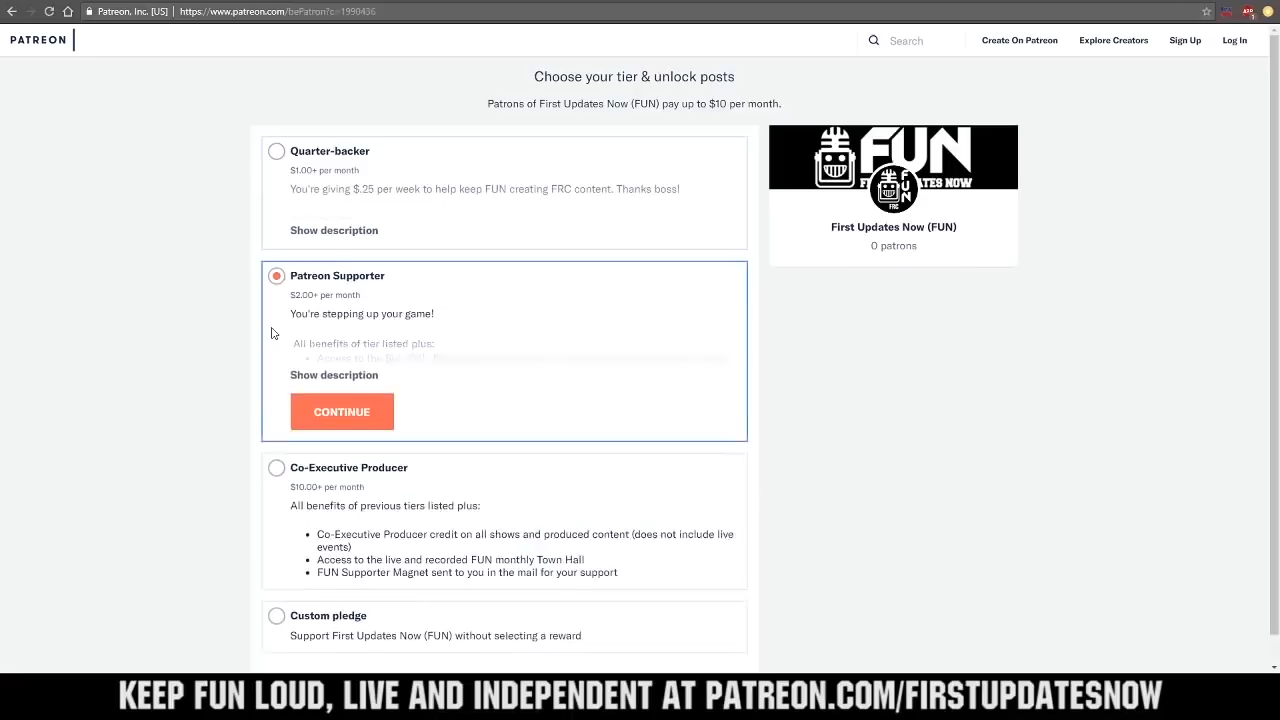 Patreon, Inc. [US] | https://www.patreon.com/bePatron?c=1990436
PATREON
Search
Create On Patreon
Explore Creators
Sign Up
Log In
Choose your tier & unlock posts
Patrons of First Updates Now (FUN) pay up to $10 per month.
Quarter-backer
$1.00+ per month
You're giving $.25 per week to help keep FUN creating FRC content. Thanks boss!
Show description
Patreon Supporter
$2.00+ per month
You're stepping up your game!
All benefits of tier listed plus:
Access to the
Show description
CONTINUE
Co-Executive Producer
$10.00+ per month
All benefits of previous tiers listed plus:
• Co-Executive Producer credit on all shows and produced content (does not include live
events)
• Access to the live and recorded FUN monthly Town Hall
• FUN Supporter Magnet sent to you in the mail for your support
Custom pledge
Support First Updates Now (FUN) without selecting a reward
FUN
TES NOW
FUN
FRC
First Updates Now (FUN)
0 patrons
KEEP FUN LOUD, LIVE AND INDEPENDENT AT PATREON.COM/FIRSTUPDATESNOW